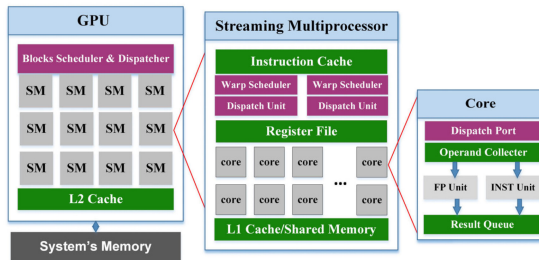 GPU
Blocks Scheduler & Dispatcher
SM SM SM SM
SM SM SM SM
SM SM SM SM
L2 Cache
System's Memory
Streaming Multiprocessor
Instruction Cache
Warp Scheduler Warp Scheduler
Dispatch Unit Dispatch Unit
Register File
core core core core
...
core core core core
L1 Cache/Shared Memory
Core
Dispatch Port
Operand Collecter
FP Unit INST Unit
Result Queue